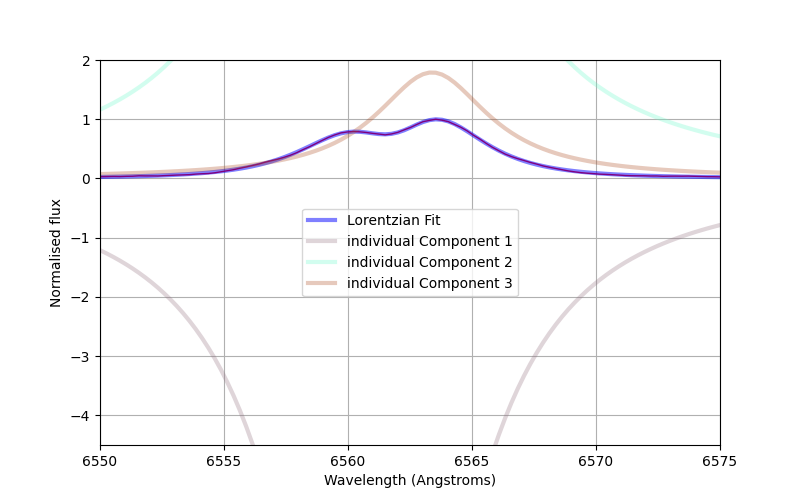 2
1
0
−1
−2
−3
−4
Normalised flux
Lorentzian Fit
individual Component 1
individual Component 2
individual Component 3
6550 6555 6560 6565 6570 6575
Wavelength (Angstroms)